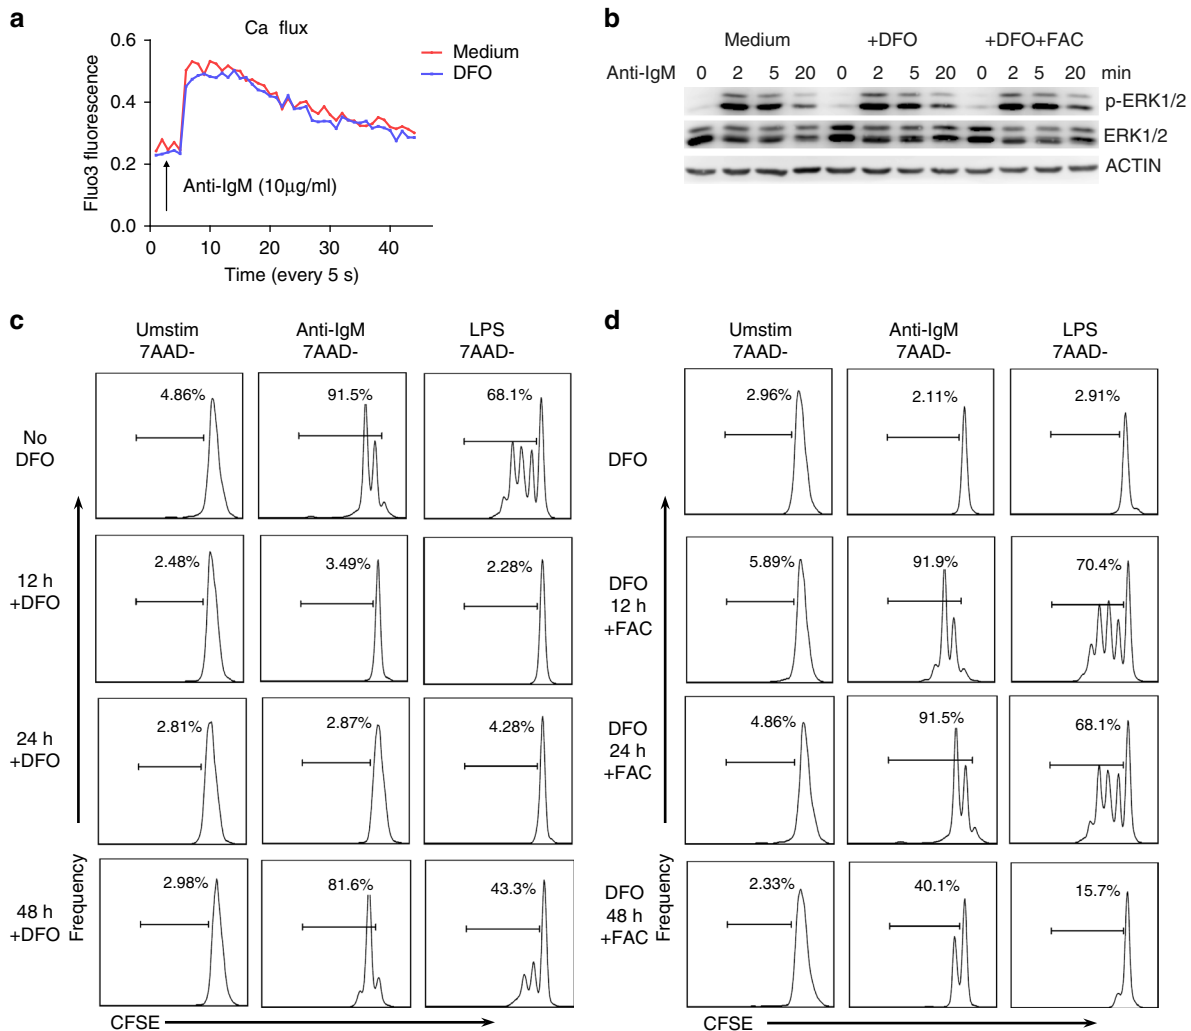 a
Ca flux
0.6
0.4
0.2
0.0
Fluo3 fluorescence
Medium
DFO
Anti-IgM (10μg/ml)
0 10 20 30 40
Time (every 5 s)
b
Medium +DFO +DFO+FAC
Anti-IgM 0 2 5 20 0 2 5 20 0 2 5 20 min
p-ERK1/2
ERK1/2
ACTIN
c
Umstim Anti-IgM LPS
7AAD- 7AAD- 7AAD-
No
DFO
4.86% 91.5% 68.1%
12 h
+DFO
2.48% 3.49% 2.28%
24 h
+DFO
2.81% 2.87% 4.28%
48 h
+DFO
2.98% 81.6% 43.3%
Frequency
CFSE
d
Umstim Anti-IgM LPS
7AAD- 7AAD- 7AAD-
DFO
2.96% 2.11% 2.91%
DFO
12 h
+FAC
5.89% 91.9% 70.4%
DFO
24 h
+FAC
4.86% 91.5% 68.1%
DFO
48 h
+FAC
2.33% 40.1% 15.7%
Frequency
CFSE